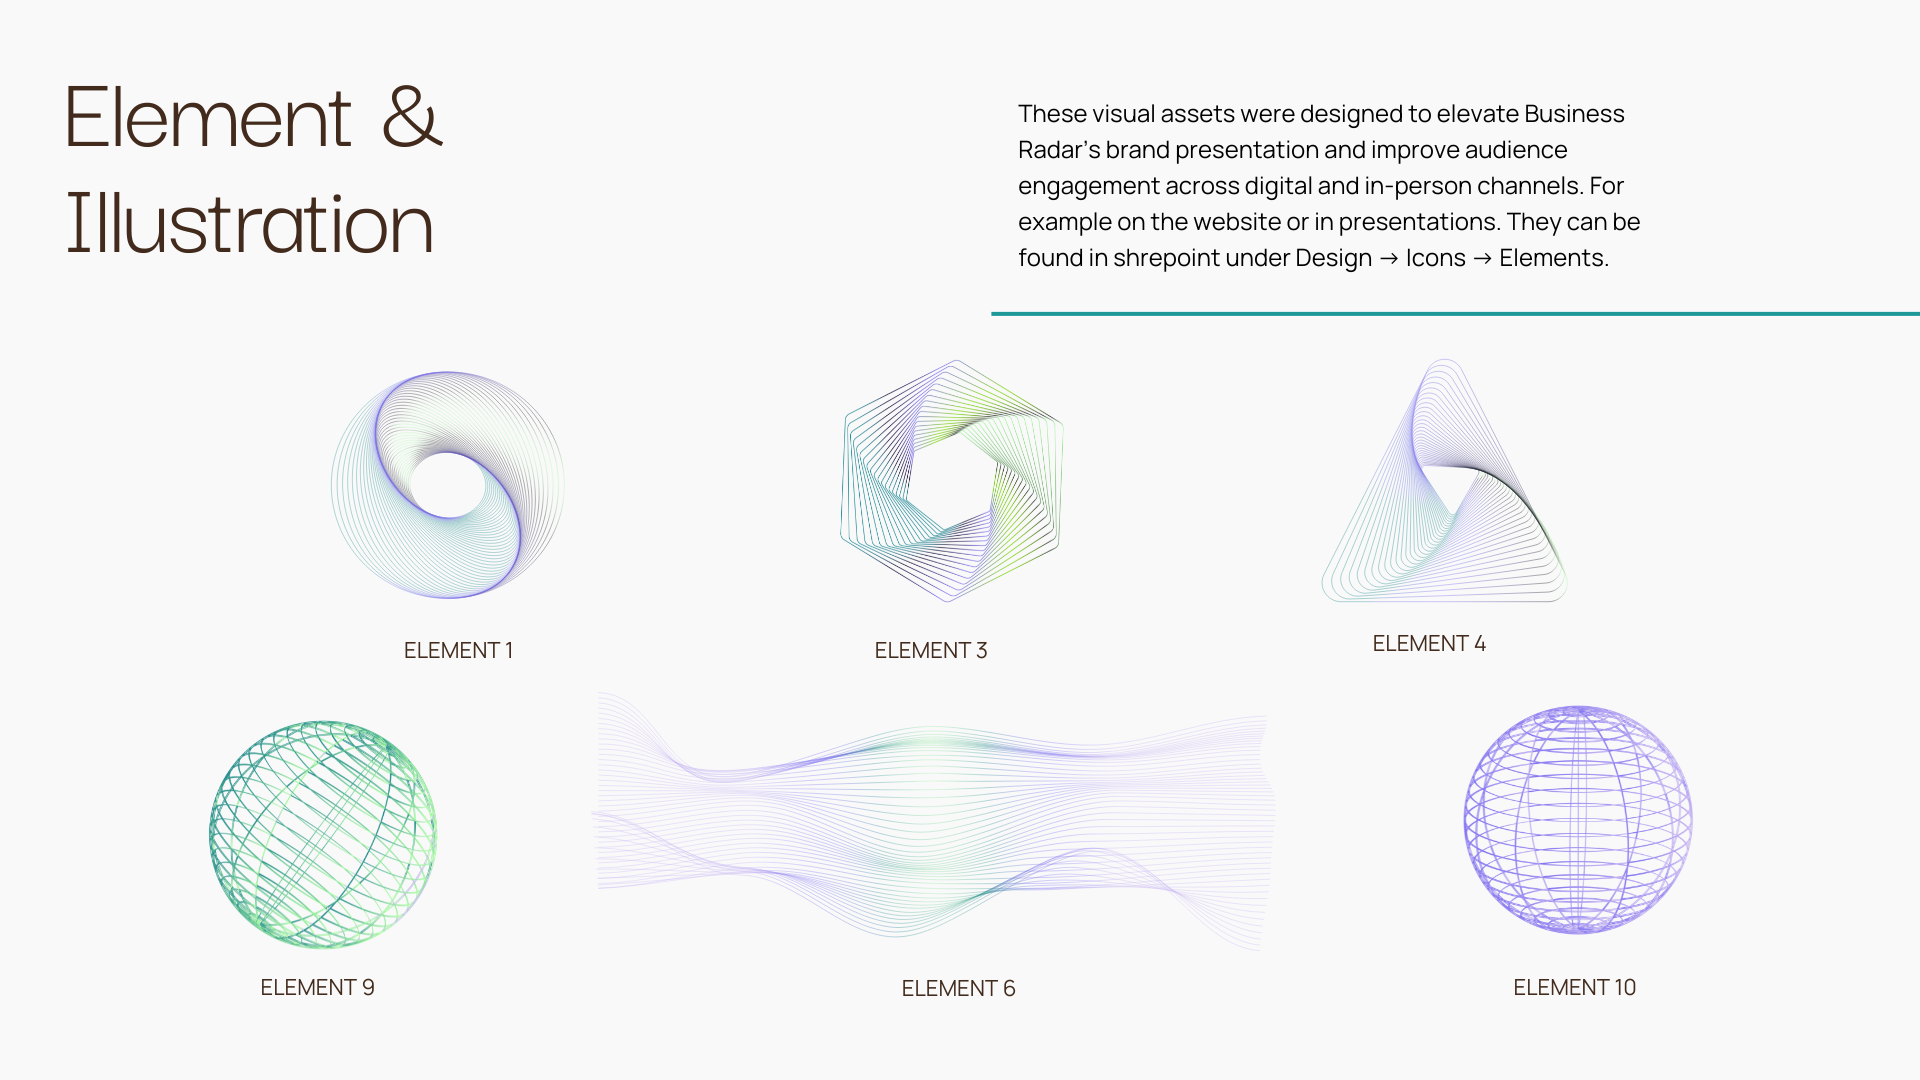 Element &
Illustration
These visual assets were designed to elevate Business
Radar's brand presentation and improve audience
engagement across digital and in-person channels. For
example on the website or in presentations. They can be
found in shrepoint under Design → Icons → Elements.
ELEMENT 1
ELEMENT 3
ELEMENT 4
ELEMENT 9
ELEMENT 6
ELEMENT 10